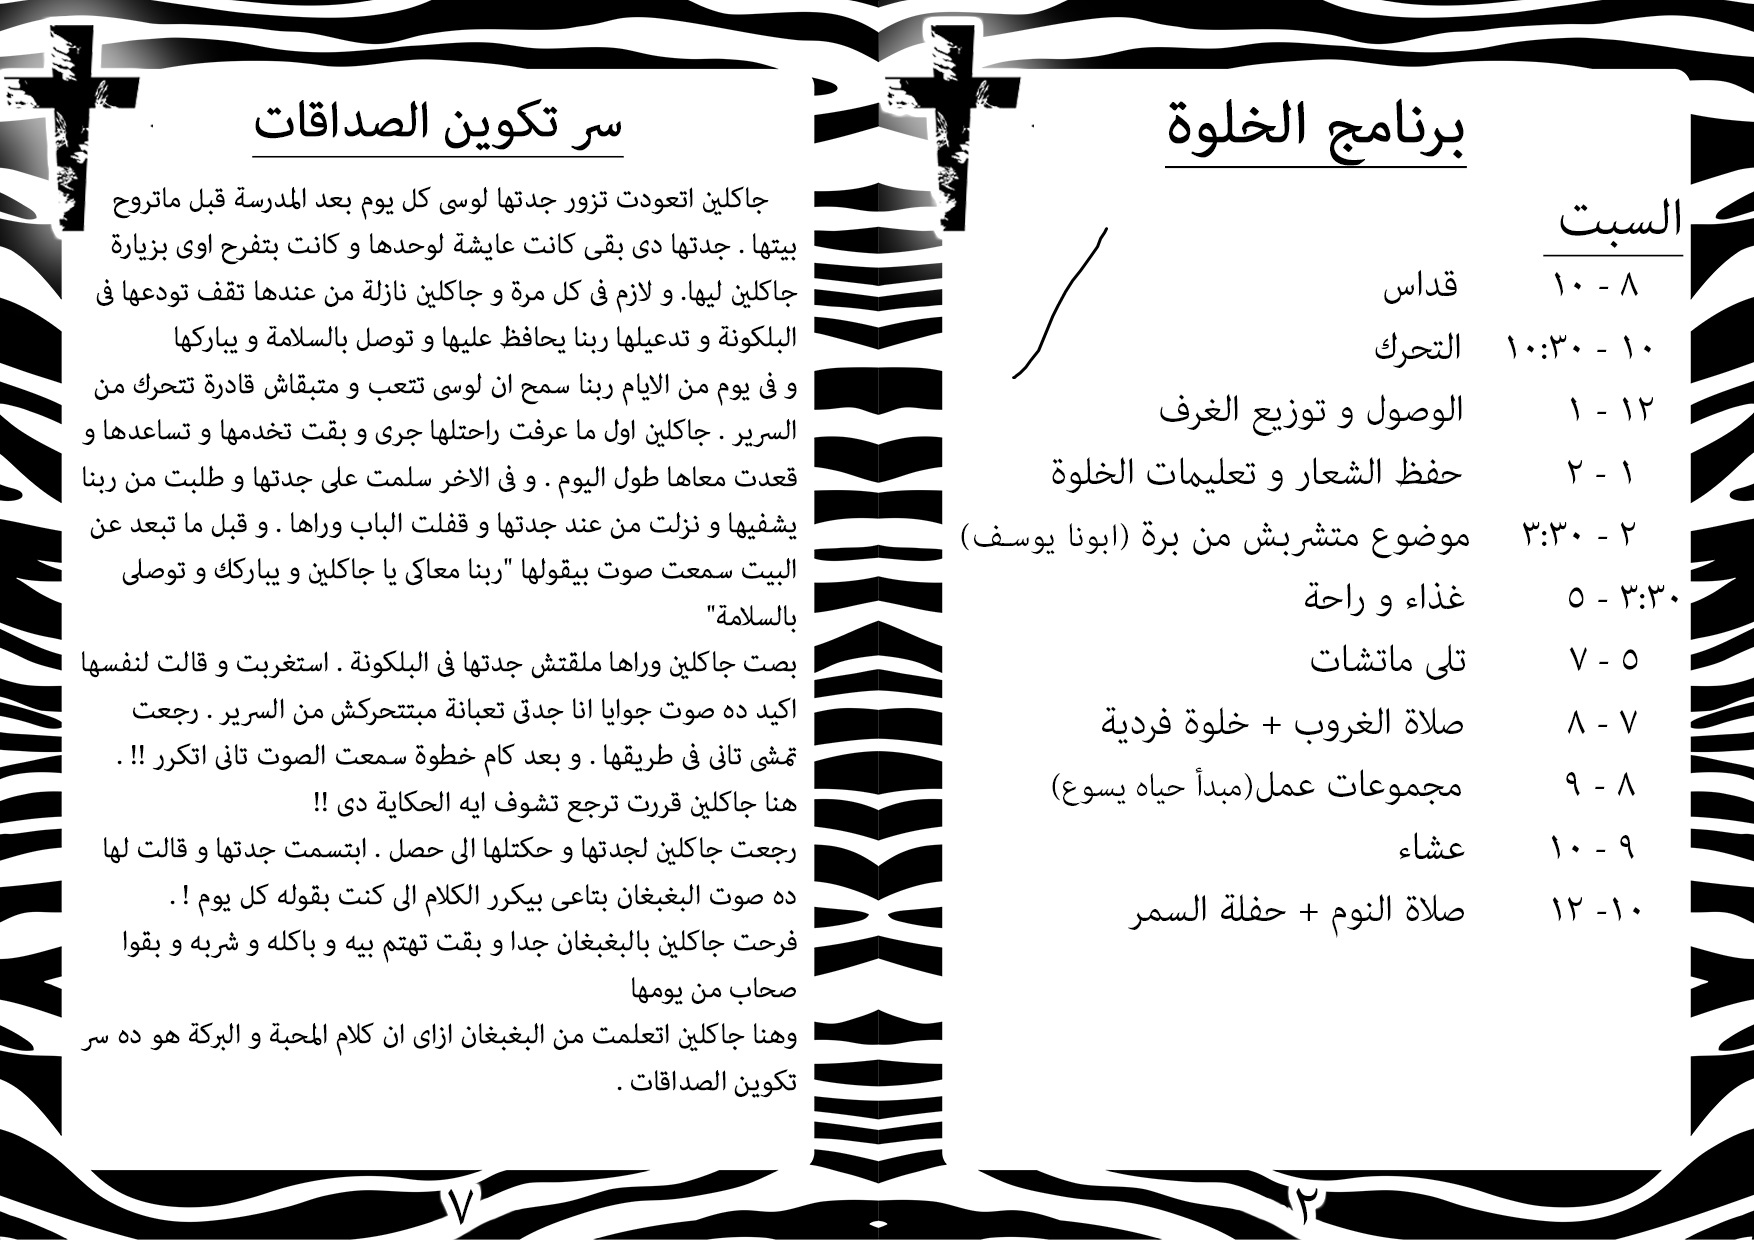 برنامج الخلوة
السبت
٨ - ١٠ قداس
١٠ - ١٠:٣٠ التحرك
١٢ - ١ الوصول و توزيع الغرف
١ - ٢ حفظ الشعار و تعليمات الخلوة
٢ - ٣:٣٠ موضوع متشربش من برة (ابونا يوسف)
٣:٣٠ - ٥ غذاء و راحة
٥ - ٧ تلى ماتشات
٧ - ٨ صلاة الغروب + خلوة فردية
٨ - ٩ مجموعات عمل(مبدأ حياه يسوع)
٩ - ١٠ عشاء
١٠- ١٢ صلاة النوم + حفلة السمر
٢
سر تكوين الصداقات
جاكلين اتعودت تزور جدتها لوسى كل يوم بعد المدرسة قبل ماتروح
بيتها . جدتها دى بقى كانت عايشة لوحدها و كانت بتفرح اوى بزيارة
جاكلين ليها. و لازم فى كل مرة و جاكلين نازلة من عندها تقف تودعها فى
البلكونة و تدعيلها ربنا يحافظ عليها و توصل بالسلامة و يباركها
و فى يوم من الايام ربنا سمح ان لوسى تتعب و متبقاش قادرة تتحرك من
السرير . جاكلين اول ما عرفت راحتلها جرى و بقت تخدمها و تساعدها و
قعدت معاها طول اليوم . و فى الاخر سلمت على جدتها و طلبت من ربنا
يشفيها و نزلت من عند جدتها و قفلت الباب وراها . و قبل ما تبعد عن
البيت سمعت صوت بيقولها "ربنا معاكى يا جاكلين و يباركك و توصلى
بالسلامة"
بصت جاكلين وراها ملقتش جدتها فى البلكونة . استغربت و قالت لنفسها
اكيد ده صوت جوايا انا جدتى تعبانة مبتتحركش من السرير . رجعت
تمشى تانى فى طريقها . و بعد كام خطوة سمعت الصوت تانى اتكرر !! .
هنا جاكلين قررت ترجع تشوف ايه الحكاية دى !!
رجعت جاكلين لجدتها و حكتلها الى حصل . ابتسمت جدتها و قالت لها
ده صوت البغبغان بتاعى بيكرر الكلام الى كنت بقوله كل يوم ! .
فرحت جاكلين بالبغبغان جدا و بقت تهتم بيه و باكله و شربه و بقوا
صحاب من يومها
وهنا جاكلين اتعلمت من البغبغان ازاى ان كلام المحبة و البركة هو ده سر
تكوين الصداقات .
٧